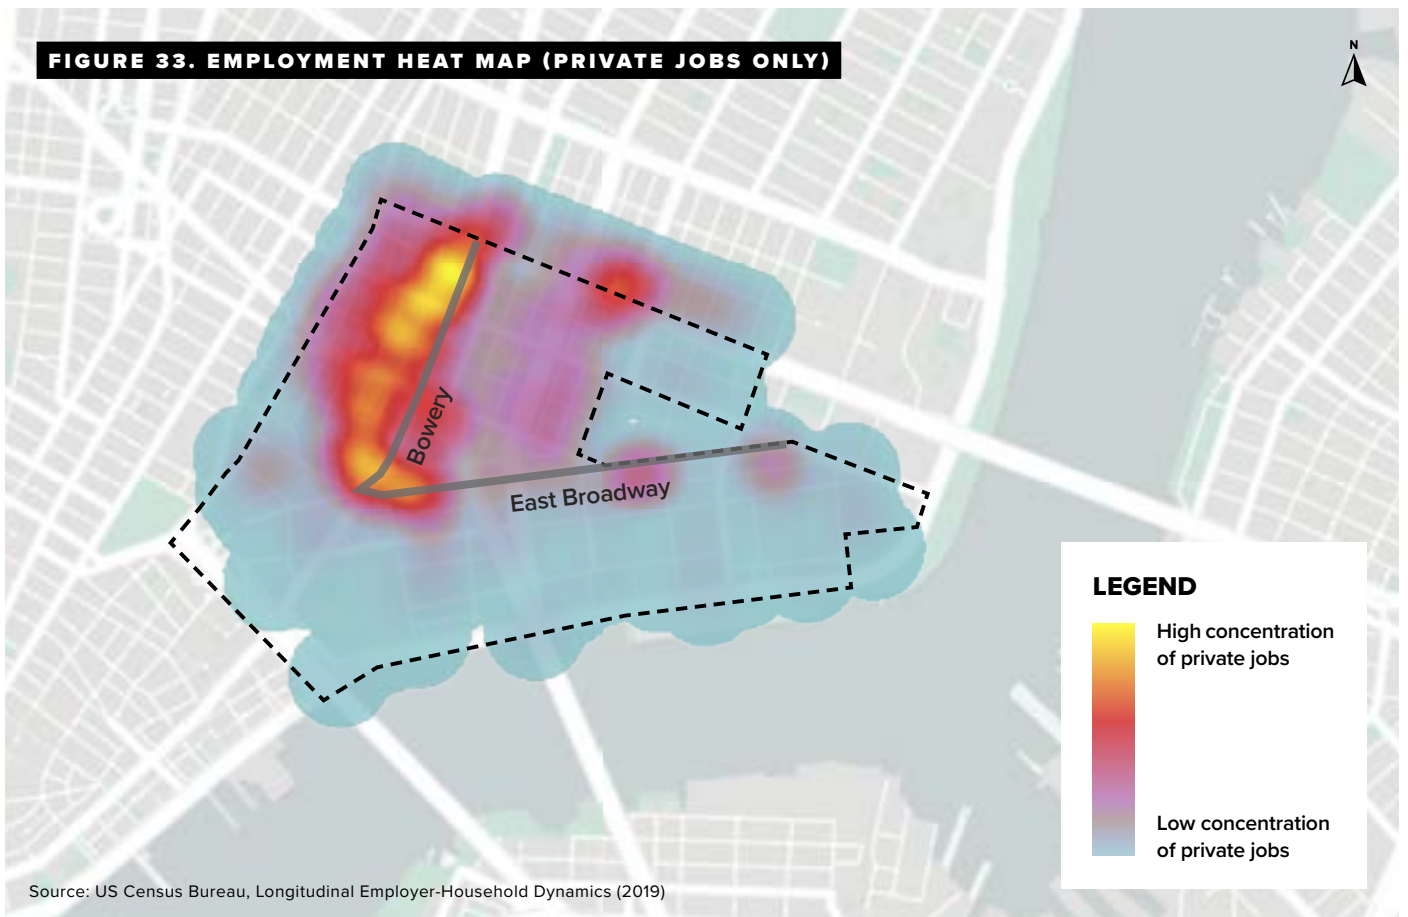 FIGURE 33. EMPLOYMENT HEAT MAP (PRIVATE JOBS ONLY)
N
Bowery
East Broadway
LEGEND
High concentration
of private jobs
Low concentration
of private jobs
Source: US Census Bureau, Longitudinal Employer-Household Dynamics (2019)